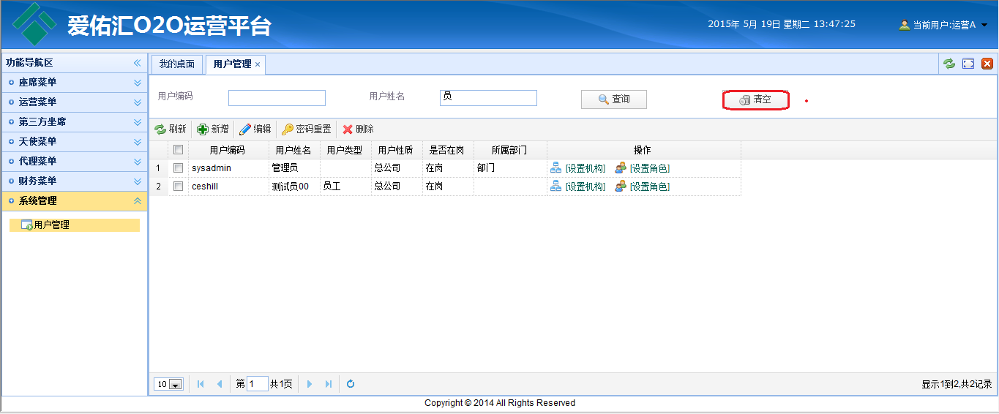 爱佑汇O2O运营平台
2015年 5月 19日 星期二 13:47:25
当前用户:运营A
功能导航区
座席菜单
运营菜单
第三方坐席
天使菜单
代理菜单
财务菜单
系统管理
用户管理
我的桌面 用户管理
用户编码 用户姓名 员 查询 清空
刷新 新增 编辑 密码重置 删除
用户编码 用户姓名 用户类型 用户性质 是否在岗 所属部门 操作
1 sysadmin 管理员 总公司 在岗 部门 [设置机构] [设置角色]
2 ceshill 测试员00 员工 总公司 在岗 [设置机构] [设置角色]
10 第 1 共1页 显示1到2,共2记录
Copyright © 2014 All Rights Reserved